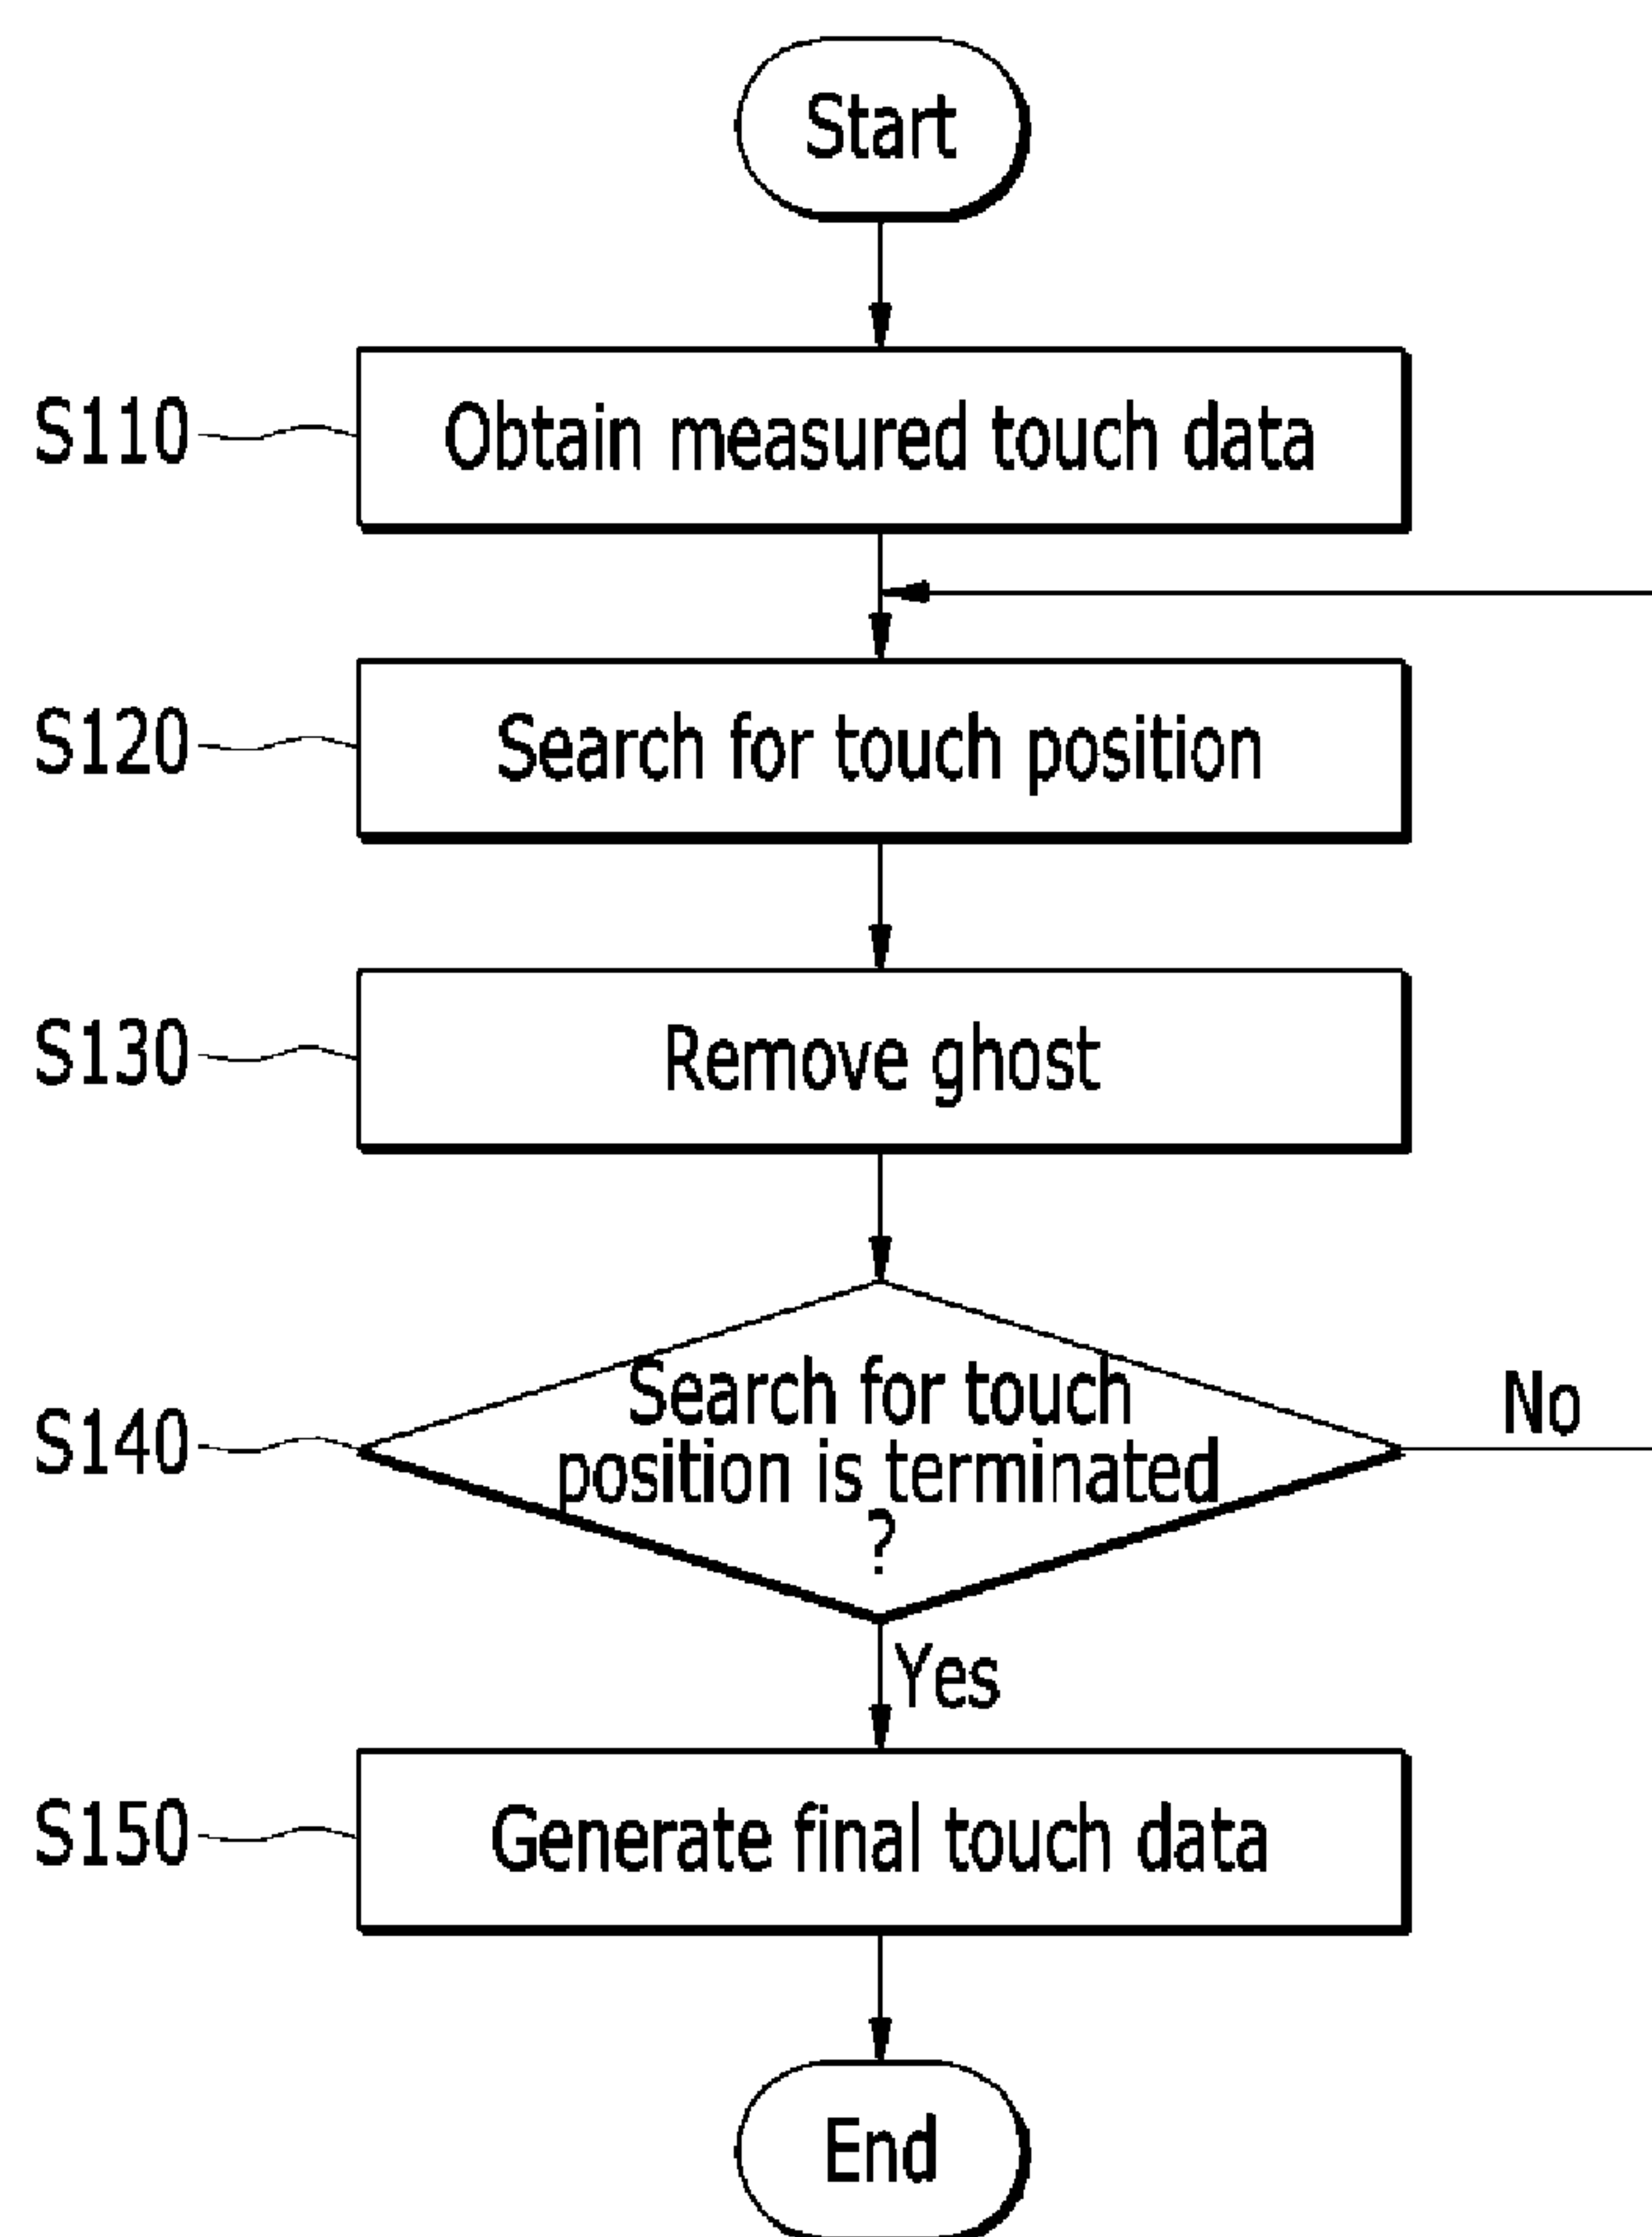 Start
S110
Obtain measured touch data
S120
Search for touch position
S130
Remove ghost
S140
Search for touch
position is terminated
?
No
Yes
S150
Generate final touch data
End